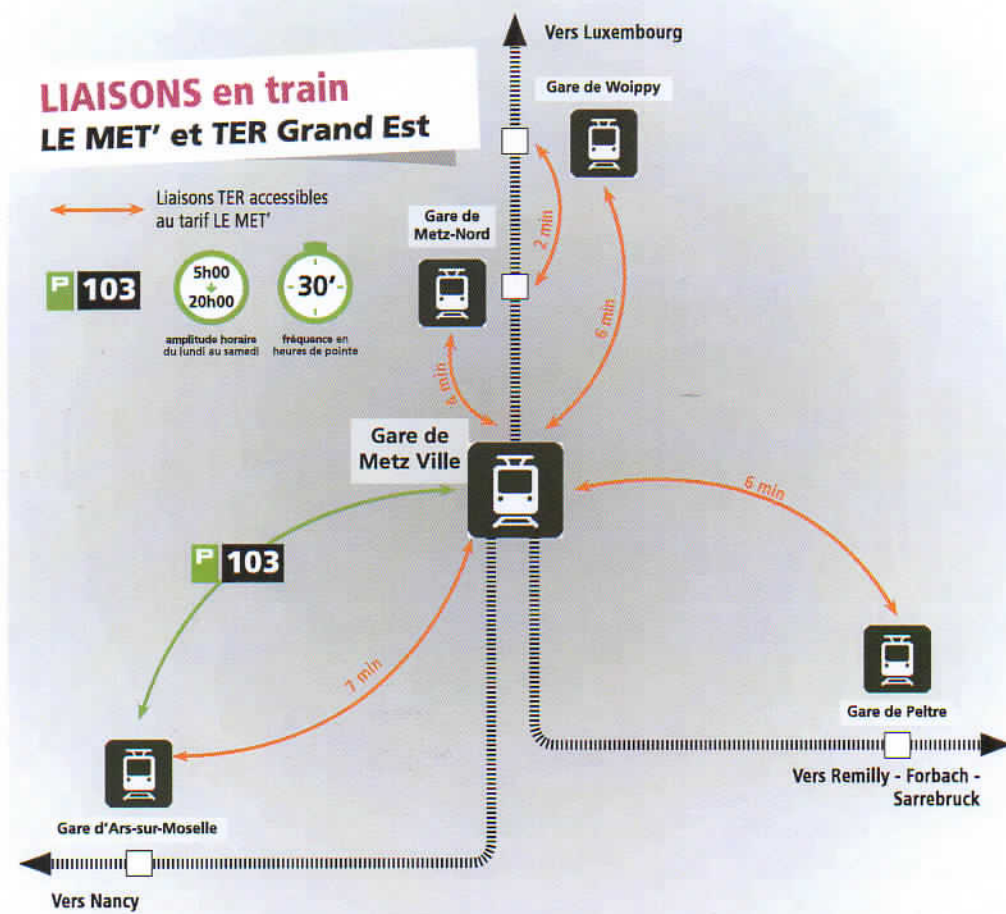 Vers Luxembourg
LIAISONS en train
LE MET' et TER Grand Est
Gare de Woippy
Liaisons TER accessibles
au tarif LE MET'
Gare de
Metz-Nord
2 min
P 103
5h00
20h00
30'
amplitude horaire
du lundi au samedi
fréquence en
heures de pointe
6 min
6 min
Gare de
Metz Ville
6 min
P 103
7 min
Gare de Peltre
Vers Remilly - Forbach -
Sarrebruck
Gare d'Ars-sur-Moselle
Vers Nancy